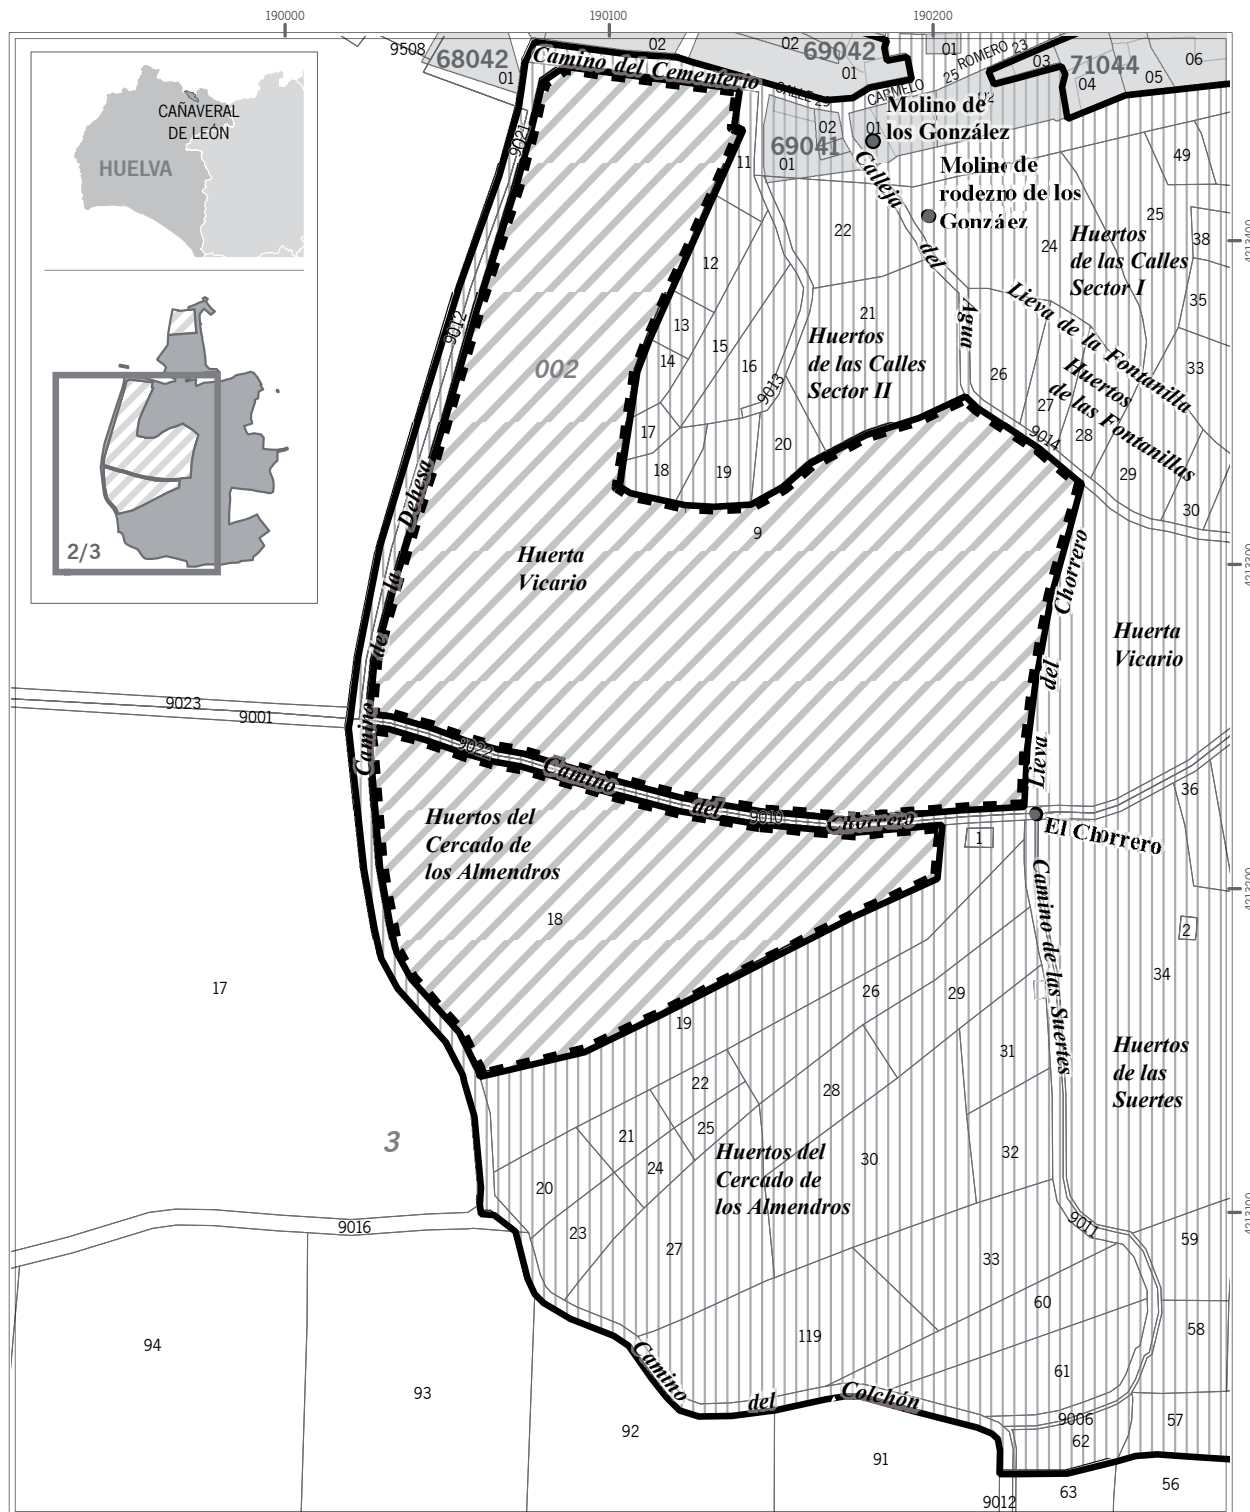 190000
190100
190200
9508
68042
01
02
02
69042
01
01
ROMERO 23
25
03
71044
04
05
06
Camino del Cementerio
CALLE 25
CARMELO
CAÑAVERAL
DE LEÓN
HUELVA
2/3
9021
Molino de
los González
02
01
69041
01
11
Calleja
del
Agua
Molino de
rodezno de los
49
25
38
24
22
4213400
Huertos
de las Calles
Sector I
35
12
21
13
15
14
16
9013
9012
002
Huertos
de las Calles
Sector II
Lieva de la Fontanilla
Huertos
de las Fontanillas
33
26
27
28
29
30
9014
17
18
19
20
9
Camino de la Dehesa
Huerta
Vicario
4213300
Lieva del Chorrero
Huerta
Vicario
9023
9001
9022
Camino del Chorrero
9010
El Chorrero
36
1
Huertos del
Cercado de
los Almendros
18
4213200
2
34
17
Camino de las Suertes
26
29
19
31
Huertos
de las
Suertes
22
28
25
21
24
3
Huertos del
Cercado de
los Almendros
30
32
20
23
27
9016
4213100
9011
59
33
60
58
119
61
94
93
Camino del Colchón
9006
57
62
92
91
56
63
9012